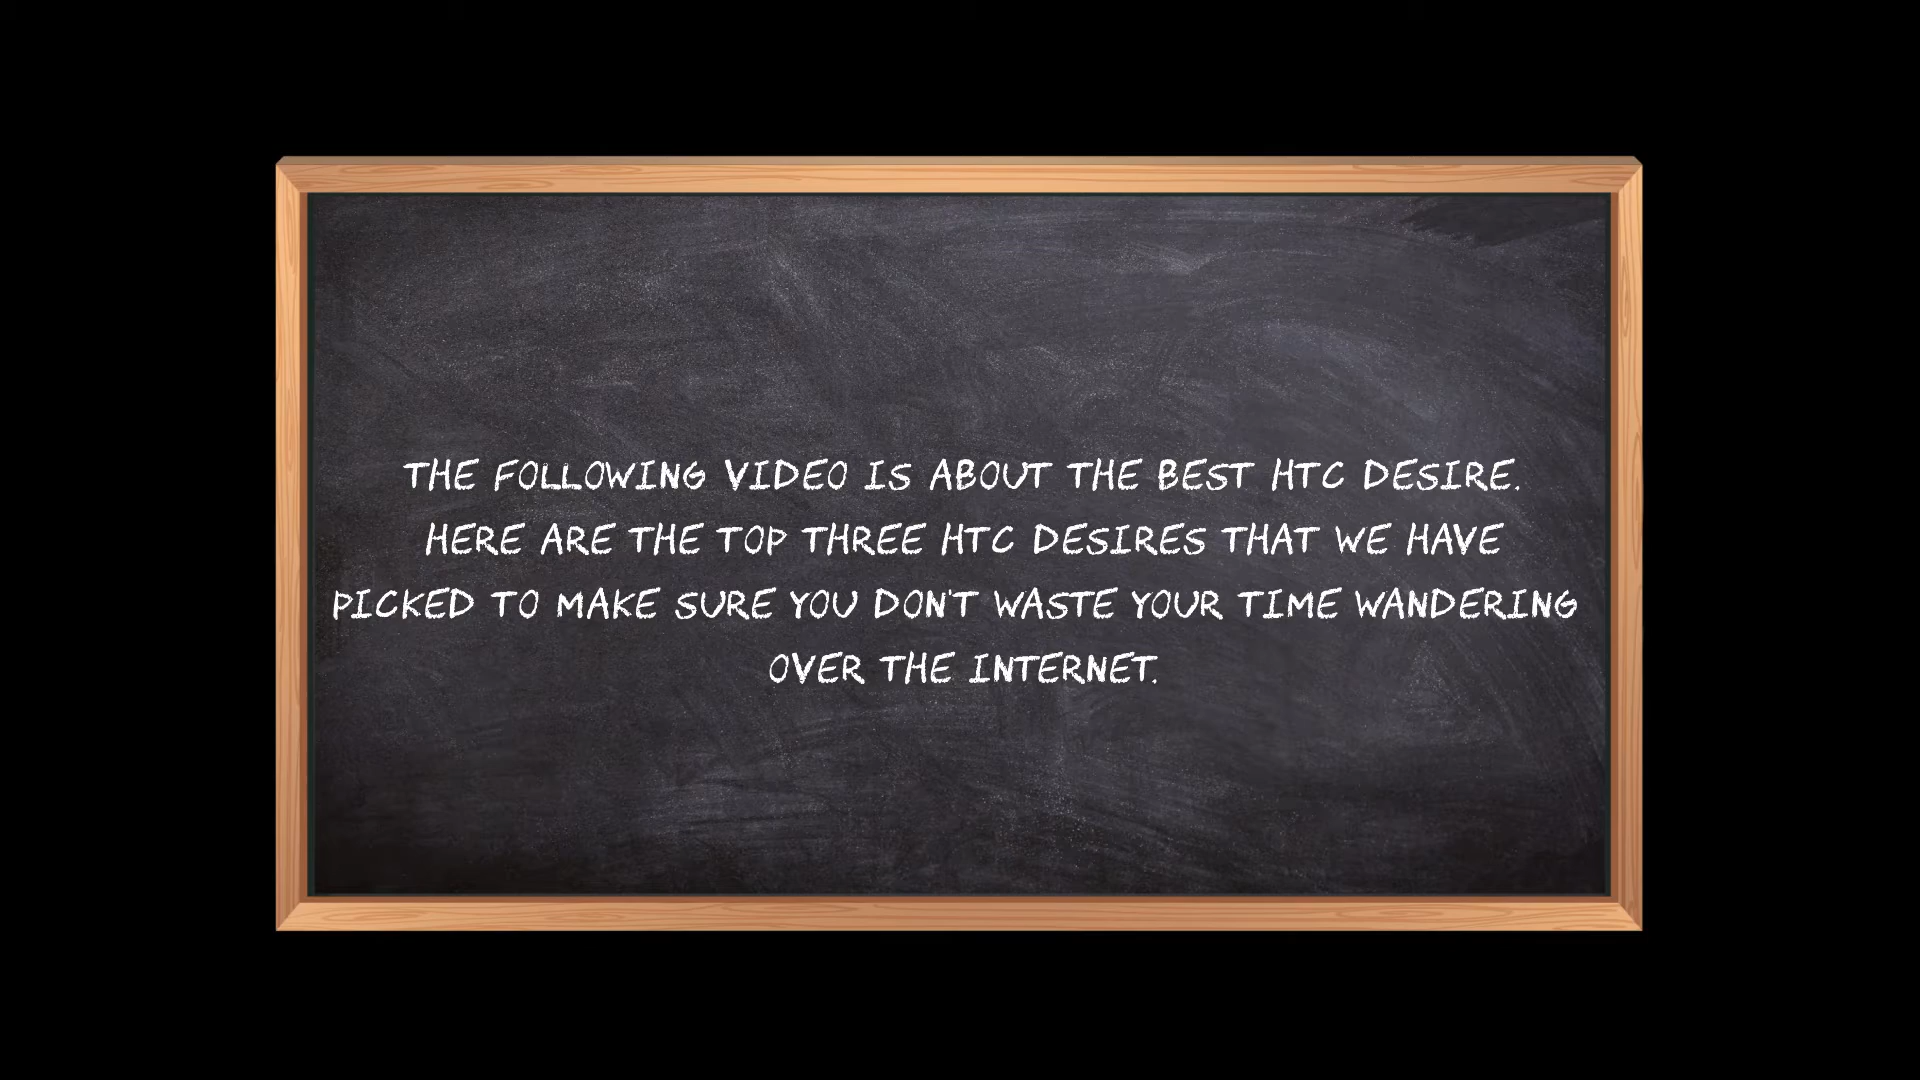 THE FOLLOWING VIDEO IS ABOUT THE BEST HTC DESIRE.
HERE ARE THE TOP THREE HTC DESIRES THAT WE HAVE
PICKED TO MAKE SURE YOU DON'T WASTE YOUR TIME WANDERING
OVER THE INTERNET.